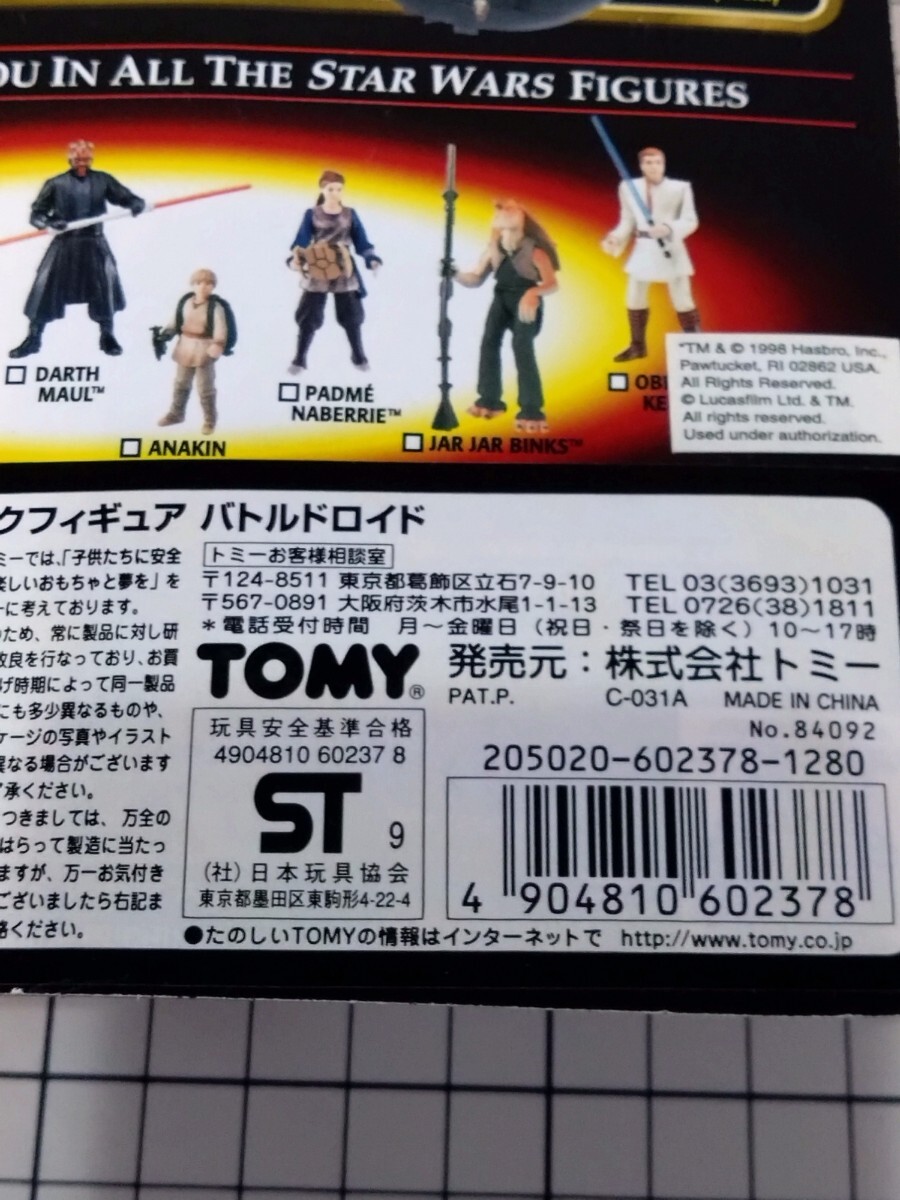 OU IN ALL THE STAR WARS FIGURES
DARTH
MAUL™
ANAKIN
PADMÉ
NABERRIE™
JAR JAR BINKS™
OBI
KE
*TM & © 1998 Hasbro, Inc.,
Pawtucket, RI 02862 USA.
All Rights Reserved.
© Lucasfilm Ltd. & TM.
All rights reserved.
Used under authorization.
クフィギュア バトルドロイド
ミーでは、「子供たちに安全
楽しいおもちゃと夢を」を
ーに考えております。
ため、常に製品に対し研
改良を行なっており、お買
げ時期によって同一製品
にも多少異なるものや、
ケージの写真やイラスト
異なる場合がございます
了承ください。
つきましては、万全の
はらって製造に当たっ
ますが、万一お気付き
ございましたら右記ま
絡ください。
トミーお客様相談室
〒124-8511 東京都葛飾区立石7-9-10 TEL 03(3693)1031
〒567-0891 大阪府茨木市水尾1-1-13 TEL 0726(38)1811
*電話受付時間 月〜金曜日(祝日・祭日を除く) 10〜17時
TOMY® 発売元:株式会社トミー
PAT.P. C-031A MADE IN CHINA
No.84092
205020-602378-1280
玩具安全基準合格
4904810 60237 8
ST 9
(社)日本玩具協会
東京都墨田区東駒形4-22-4
4 904810 602378
●たのしいTOMYの情報はインターネットで http://www.tomy.co.jp